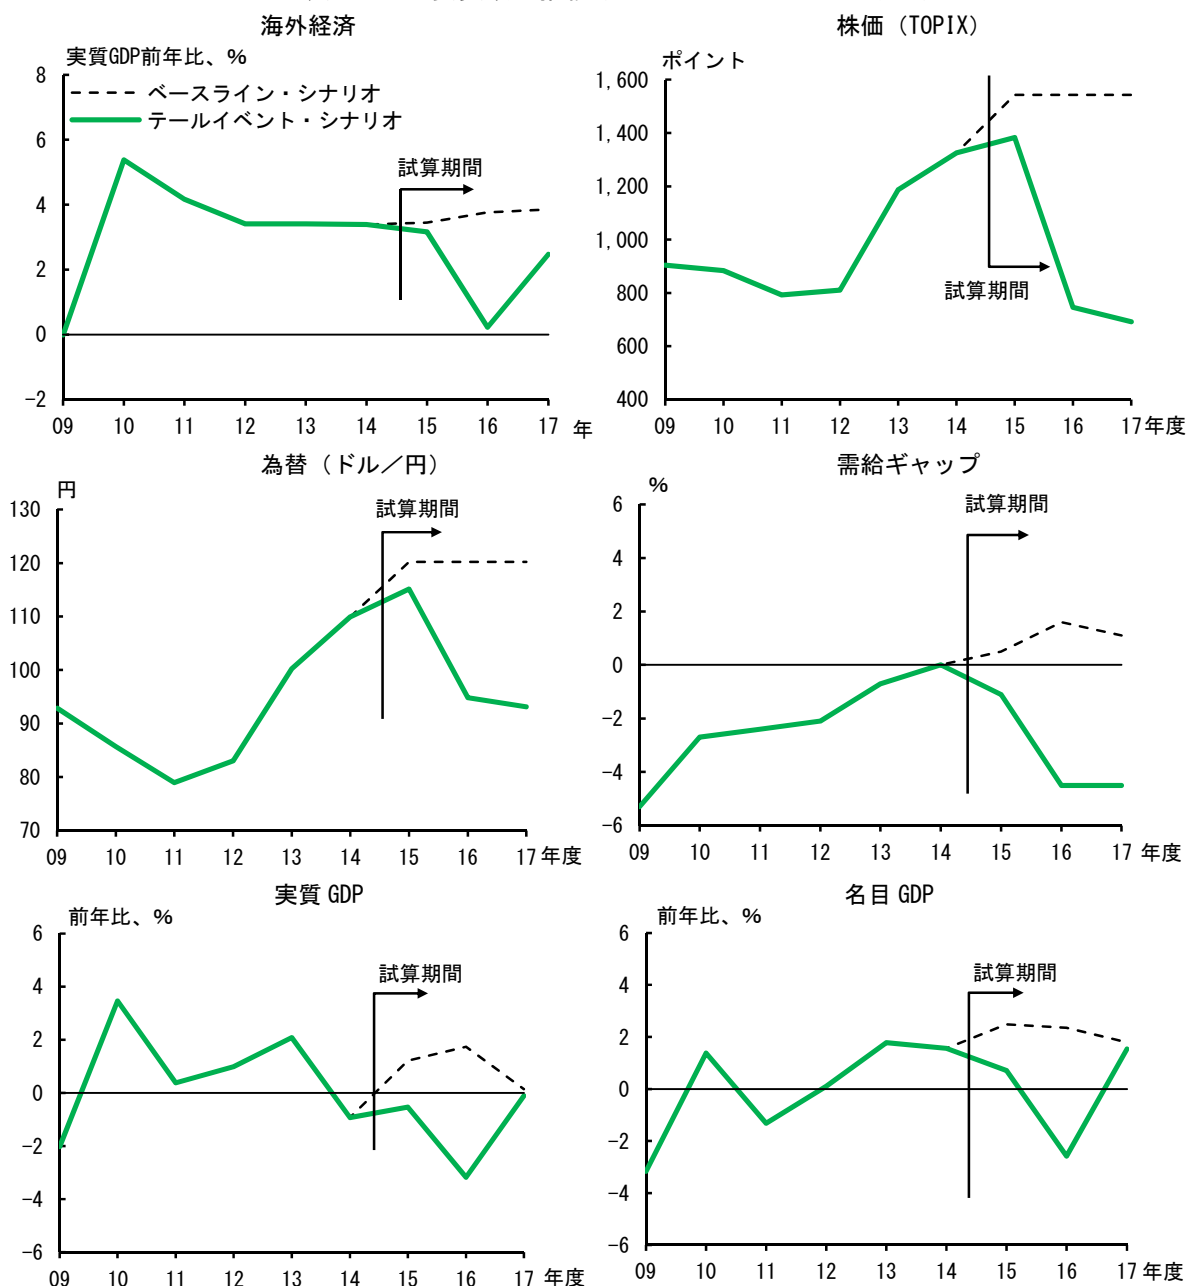 海外経済
実質GDP前年比、%
8
6
4
2
0
-2
ベースライン・シナリオ
テールイベント・シナリオ
試算期間
09 10 11 12 13 14 15 16 17 年
株価（TOPIX）
ポイント
1,600
1,400
1,200
1,000
800
600
400
試算期間
09 10 11 12 13 14 15 16 17 年度
為替（ドル／円）
円
130
120
110
100
90
80
70
試算期間
09 10 11 12 13 14 15 16 17 年度
需給ギャップ
%
6
4
2
0
-2
-4
-6
試算期間
09 10 11 12 13 14 15 16 17 年度
実質 GDP
前年比、%
6
4
2
0
-2
-4
-6
試算期間
09 10 11 12 13 14 15 16 17 年度
名目 GDP
前年比、%
6
4
2
0
-2
-4
-6
試算期間
09 10 11 12 13 14 15 16 17 年度